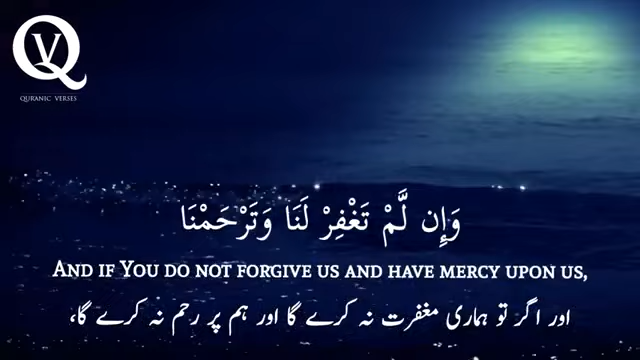 QV
QURANIC VERSES
وَإِن لَّمْ تَغْفِرْ لَنَا وَتَرْحَمْنَا
AND IF YOU DO NOT FORGIVE US AND HAVE MERCY UPON US,
اور اگر تو ہماری مغفرت نہ کرے گا اور ہم پر رحم نہ کرے گا،